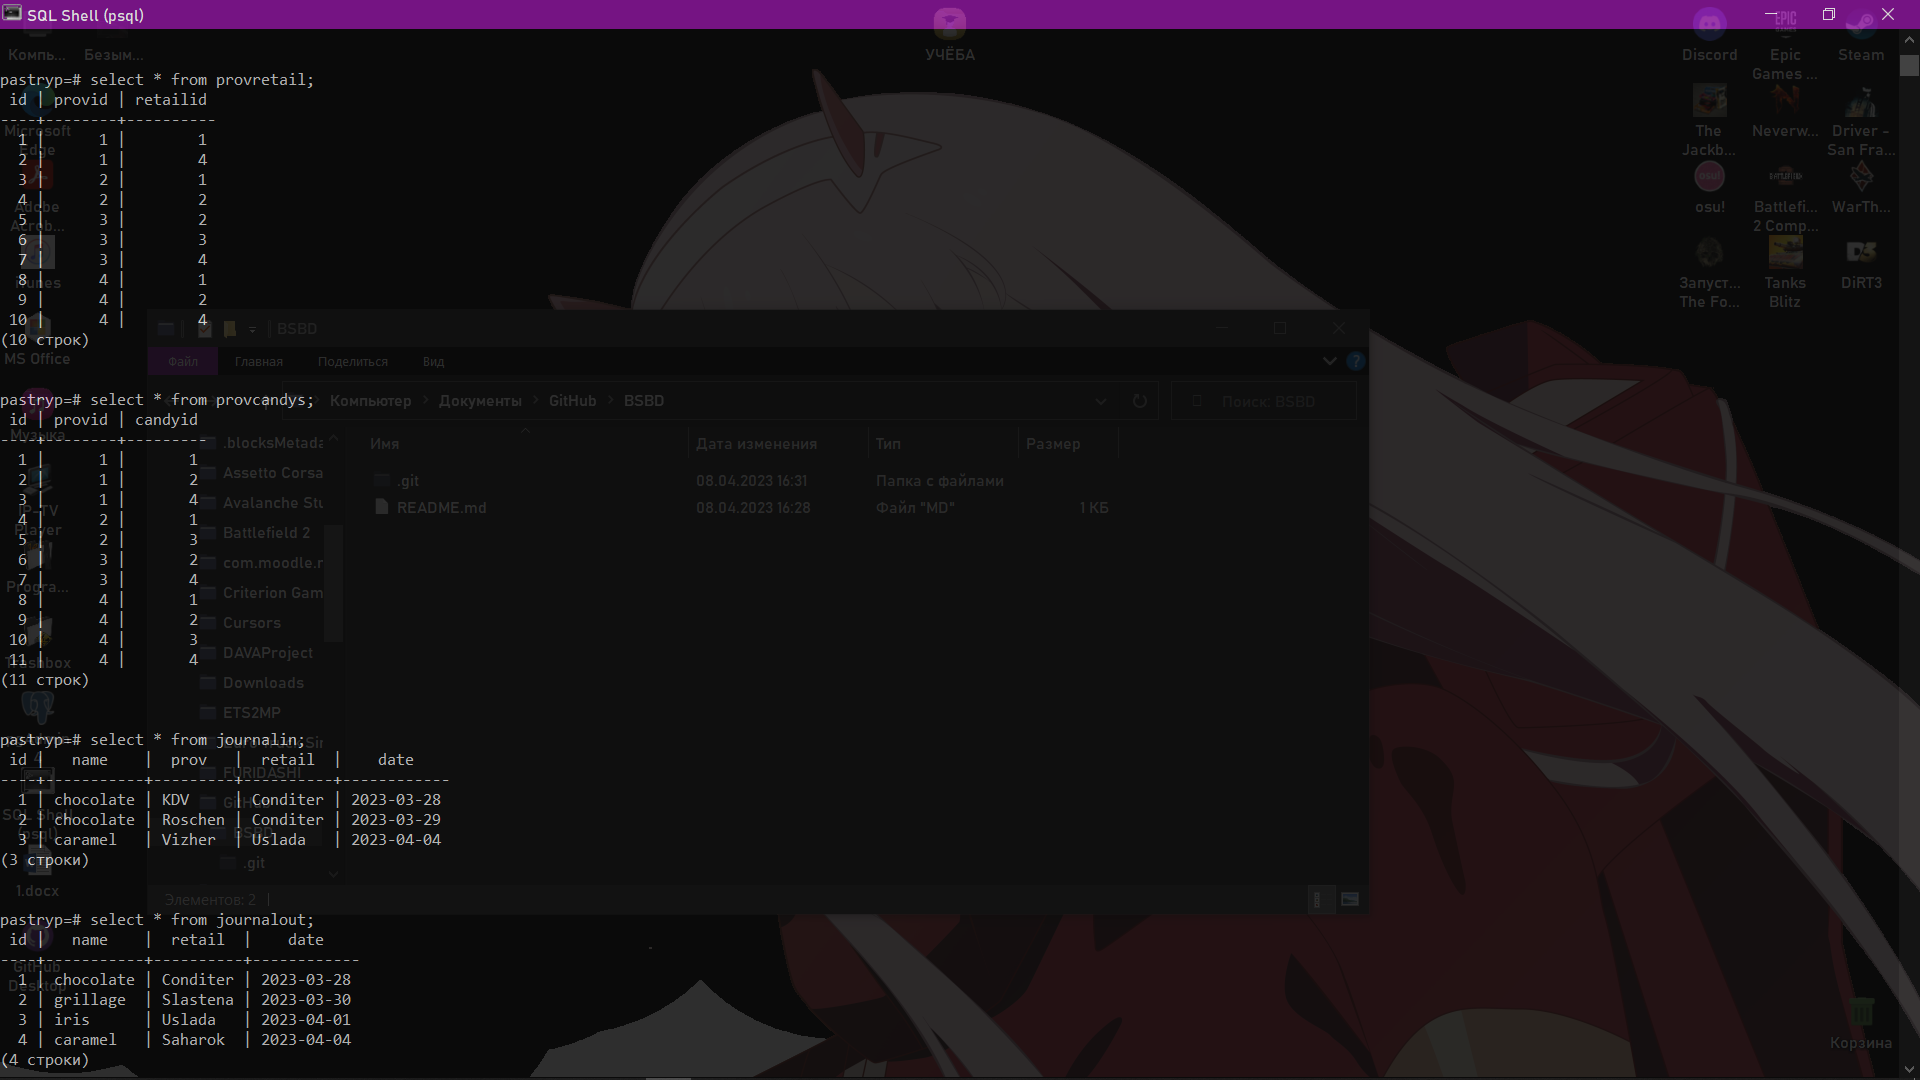 SQL Shell (psql)
Компь...
Безым...
УЧЁБА
Discord
Epic Games ...
Steam
pastryp=# select * from provretail;
 id | provid | retailid
----+--------+----------
  1 |      1 |        1
  2 |      1 |        4
  3 |      2 |        1
  4 |      2 |        2
  5 |      3 |        2
  6 |      3 |        3
  7 |      3 |        4
  8 |      4 |        1
  9 |      4 |        2
 10 |      4 |        4
(10 строк)
pastryp=# select * from provcandys;
 id | provid | candyid
----+--------+---------
  1 |      1 |       1
  2 |      1 |       2
  3 |      1 |       4
  4 |      2 |       1
  5 |      2 |       3
  6 |      3 |       2
  7 |      3 |       4
  8 |      4 |       1
  9 |      4 |       2
 10 |      4 |       3
 11 |      4 |       4
(11 строк)
pastryp=# select * from journalin;
 id |   name    |  prov   |  retail  |    date
----+-----------+---------+----------+------------
  1 | chocolate | KDV     | Conditer | 2023-03-28
  2 | chocolate | Roschen | Conditer | 2023-03-29
  3 | caramel   | Vizher  | Uslada   | 2023-04-04
(3 строки)
pastryp=# select * from journalout;
 id |   name    |  retail  |    date
----+-----------+----------+------------
  1 | chocolate | Conditer | 2023-03-28
  2 | grillage  | Slastena | 2023-03-30
  3 | iris      | Uslada   | 2023-04-01
  4 | caramel   | Saharok  | 2023-04-04
(4 строки)
Microsoft Edge
Adobe Acrob...
iTunes
MS Office
Музыка
IP-TV Player
Progra...
1.docx
GitHub Desktop
BSBD
Файл
Главная
Поделиться
Вид
Компьютер
Документы
GitHub
BSBD
Поиск: BSBD
Имя
Дата изменения
Тип
Размер
.git
08.04.2023 16:31
Папка с файлами
README.md
08.04.2023 16:28
Файл "MD"
1 КБ
.blocksMetada
Assetto Corsa
Avalanche Stu
Battlefield 2
com.moodle.r
Criterion Gam
Cursors
DAVAProject
Downloads
ETS2MP
FURIDASHI
GitHub
BSBD
.git
Элементов: 2
The Jackb...
Neverw...
Driver - San Fra...
osu!
Battlefi... 2 Comp...
WarTh...
Запуст... The Fo...
Tanks Blitz
DiRT3
Корзина